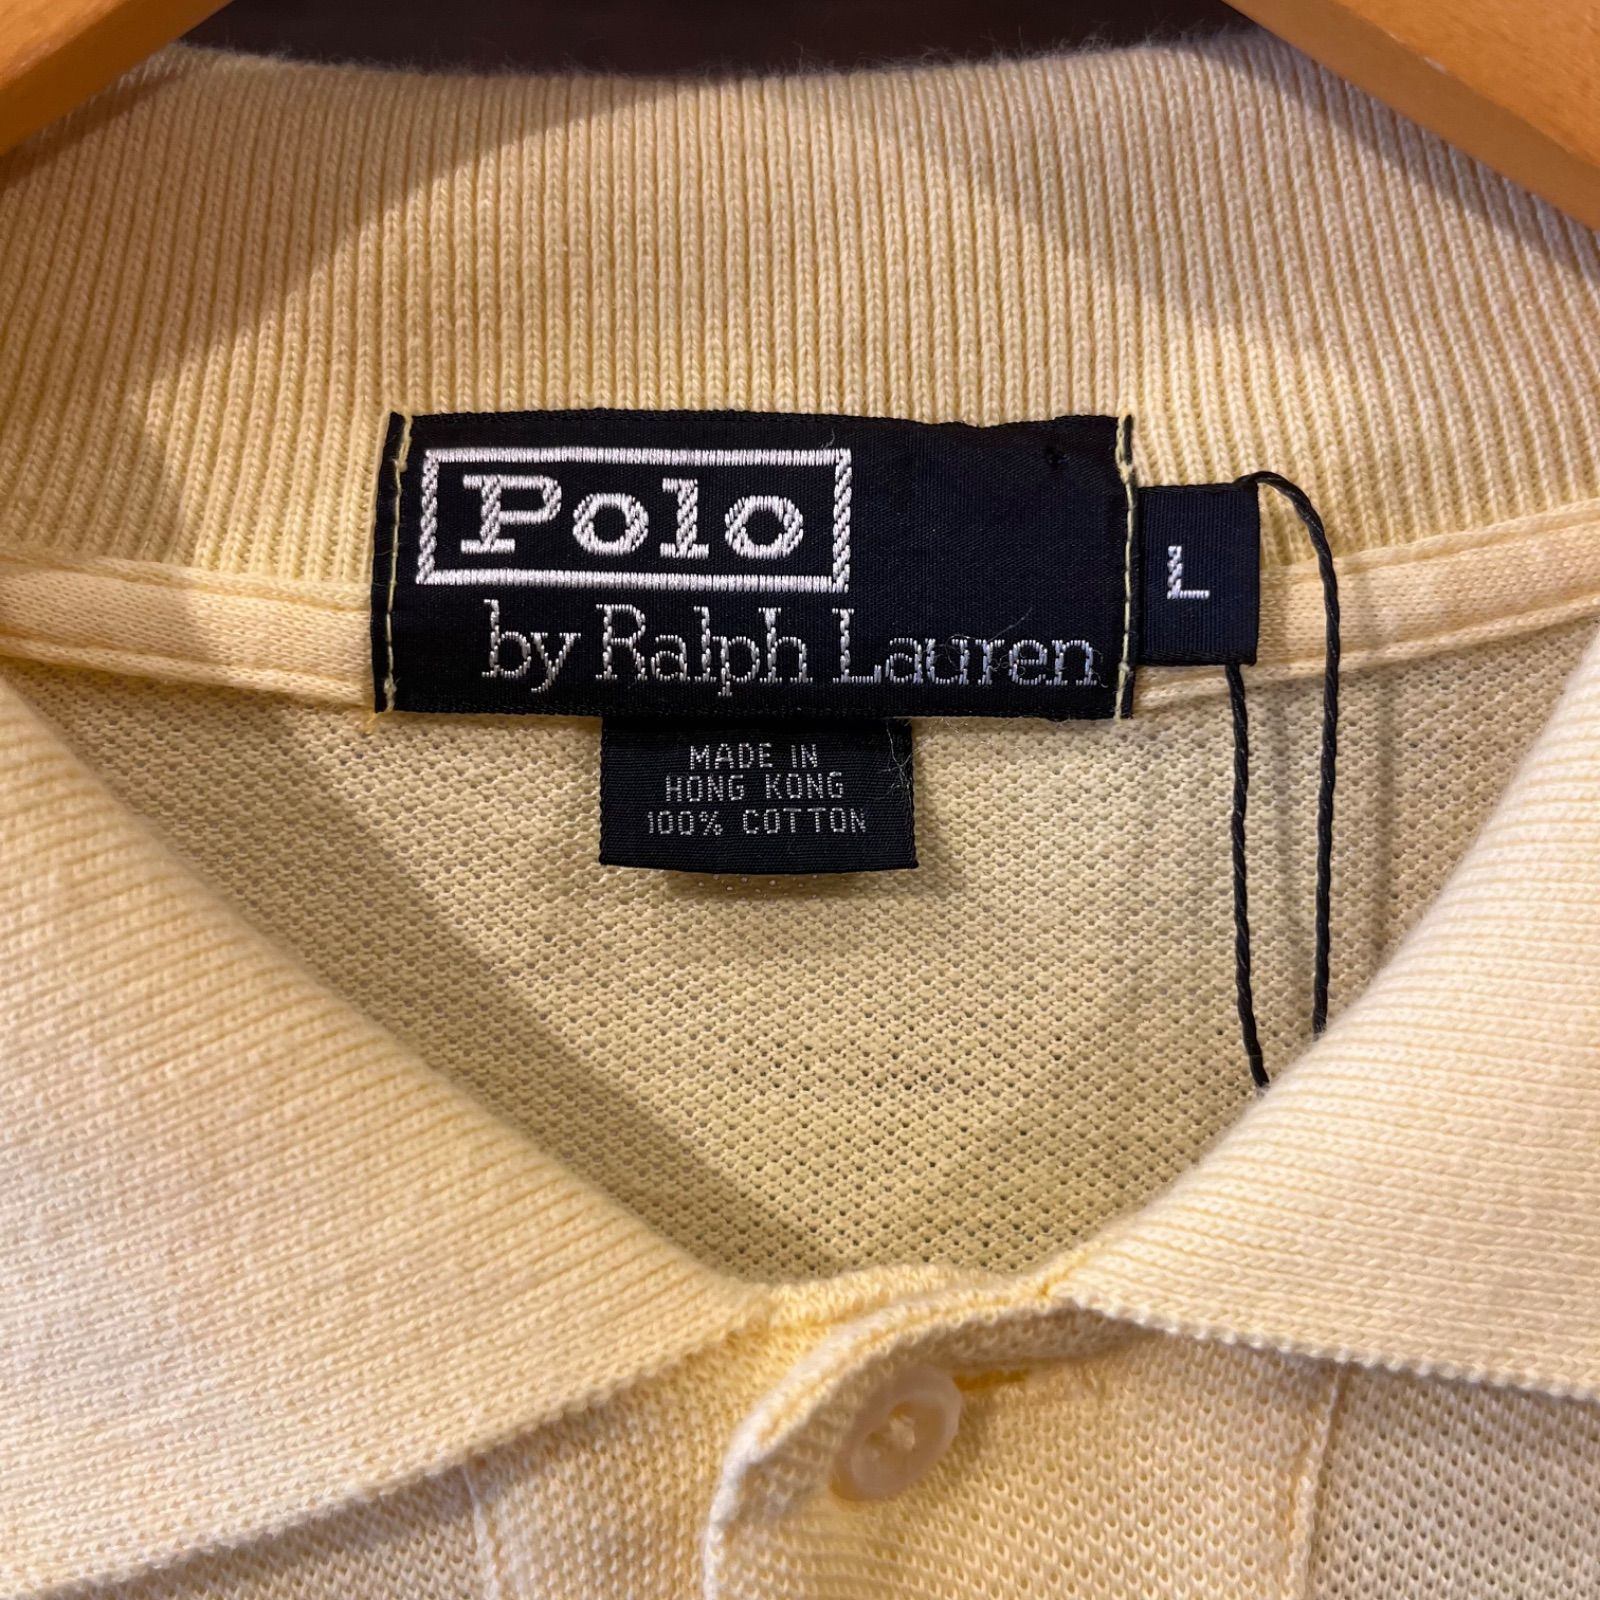 Polo
by Ralph Lauren
L
MADE IN
HONG KONG
100% COTTON